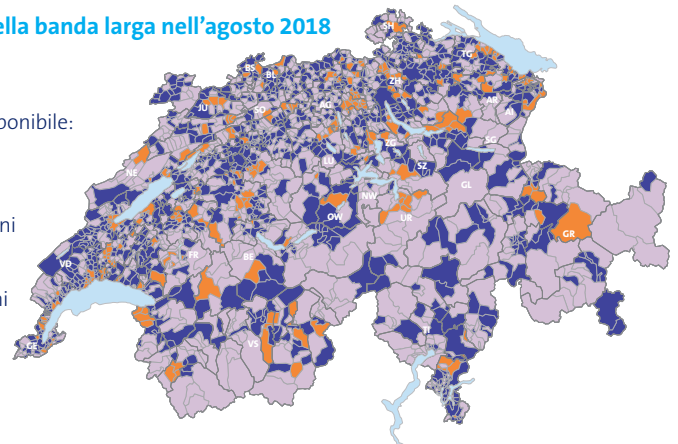 ella banda larga nell'agosto 2018
ponibile:
ni
ni
SH
TG
BS
BL
ZH
JU
SO
AG
AR
AI
SG
ZG
LU
SZ
NE
NW
GL
OW
UR
GR
FR
BE
VD
TI
VS
GE